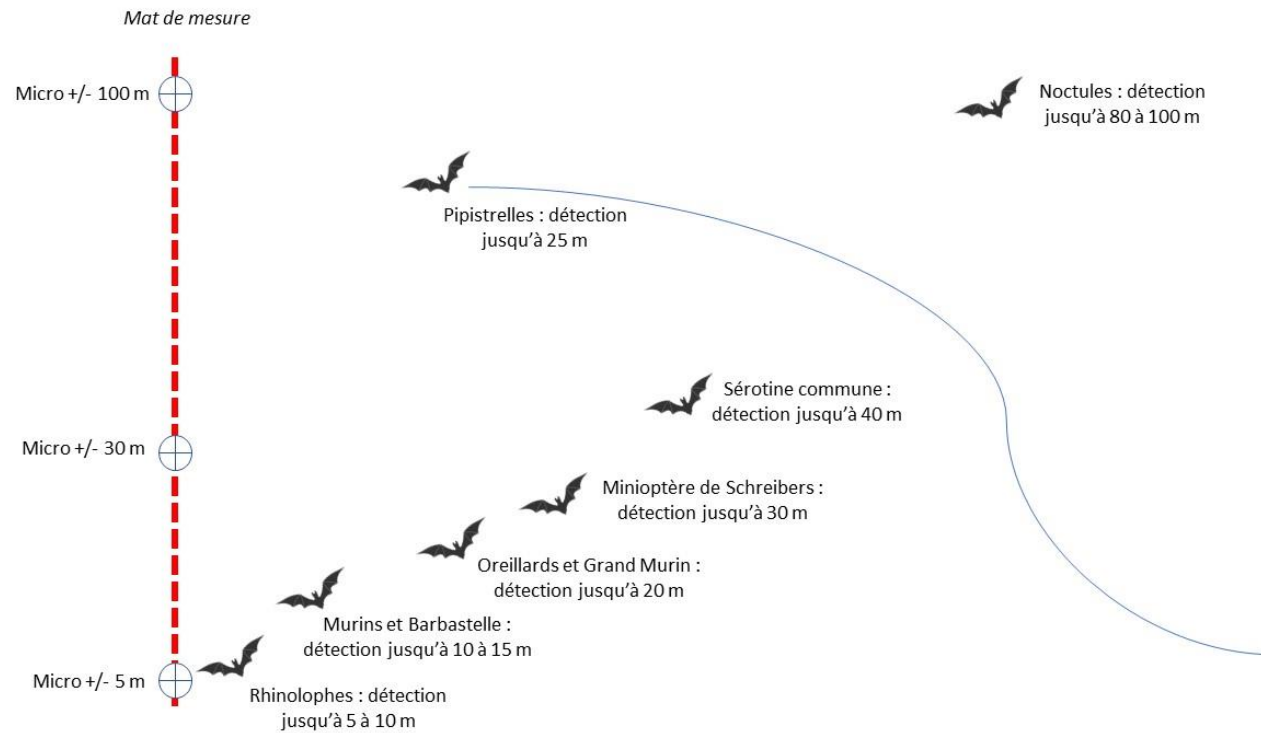 Mat de mesure
Micro +/- 100 m
Noctules : détection
jusqu'à 80 à 100 m
Pipistrelles : détection
jusqu'à 25 m
Sérotine commune :
détection jusqu'à 40 m
Micro +/- 30 m
Minioptère de Schreibers :
détection jusqu'à 30 m
Oreillards et Grand Murin :
détection jusqu'à 20 m
Murins et Barbastelle :
détection jusqu'à 10 à 15 m
Micro +/- 5 m
Rhinolophes : détection
jusqu'à 5 à 10 m